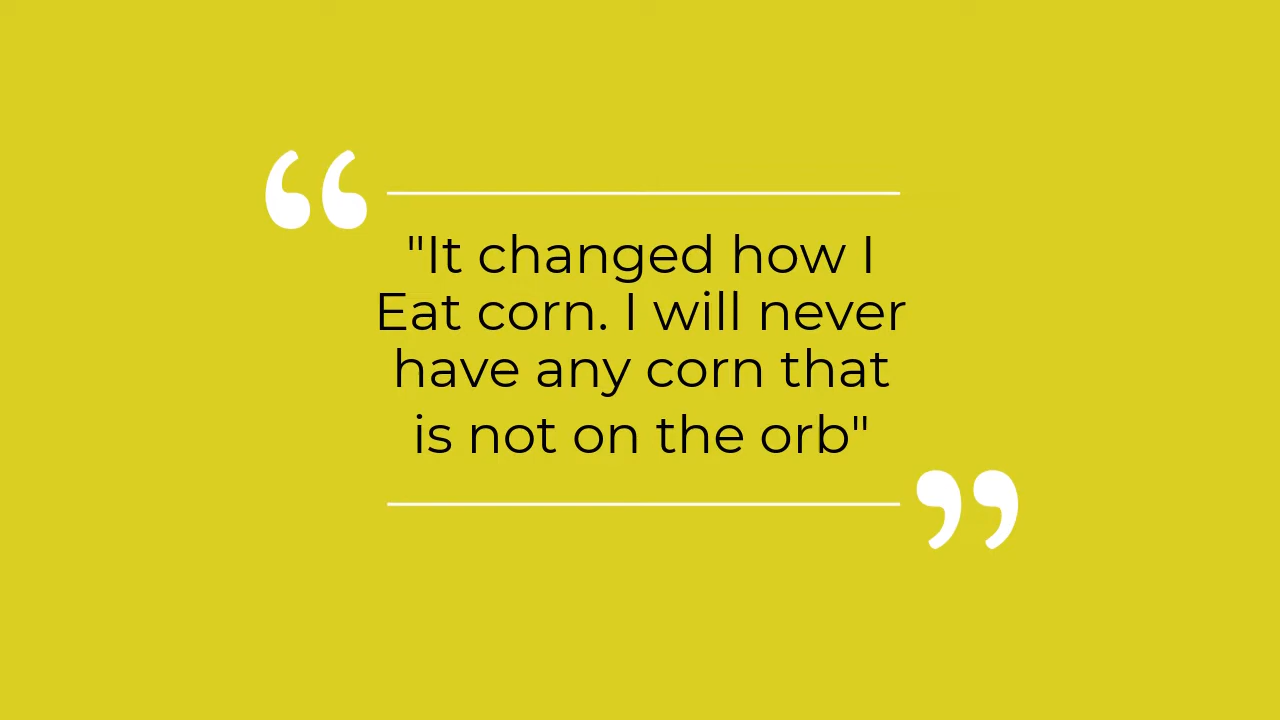 "It changed how I
Eat corn. I will never
have any corn that
is not on the orb"